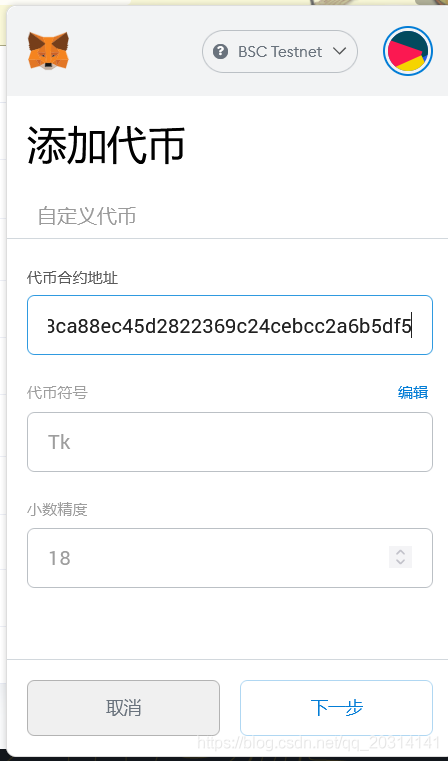 BSC Testnet
添加代币
自定义代币
代币合约地址
3ca88ec45d2822369c24cebcc2a6b5df5
代币符号 编辑
Tk
小数精度
18
取消 下一步
https://blog.csdn.net/qq_20314141